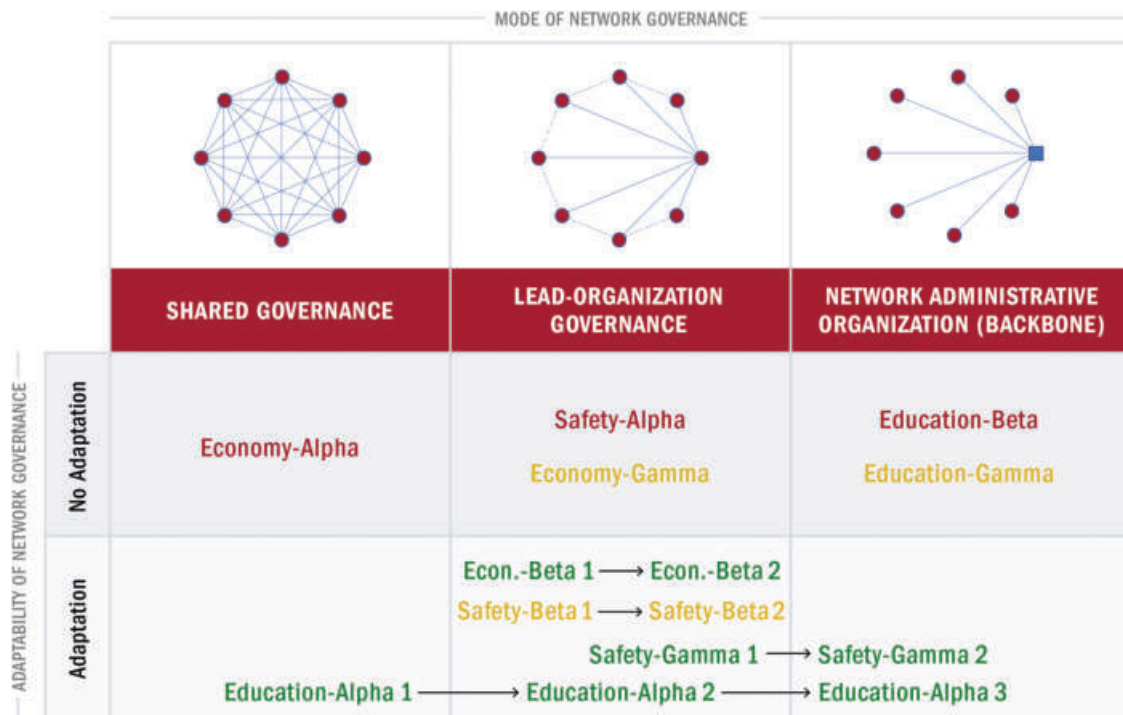 MODE OF NETWORK GOVERNANCE
SHARED GOVERNANCE
LEAD-ORGANIZATION
GOVERNANCE
NETWORK ADMINISTRATIVE
ORGANIZATION (BACKBONE)
ADAPTABILITY OF NETWORK GOVERNANCE
No Adaptation
Economy-Alpha
Safety-Alpha
Economy-Gamma
Education-Beta
Education-Gamma
Adaptation
Econ.-Beta 1 → Econ.-Beta 2
Safety-Beta 1 → Safety-Beta 2
Safety-Gamma 1 → Safety-Gamma 2
Education-Alpha 1 → Education-Alpha 2 → Education-Alpha 3